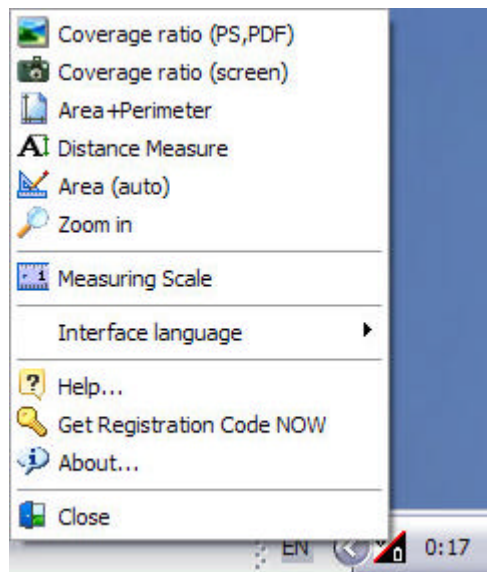 Coverage ratio (PS,PDF)
Coverage ratio (screen)
Area+Perimeter
Distance Measure
Area (auto)
Zoom in
Measuring Scale
Interface language
Help...
Get Registration Code NOW
About...
Close
EN 0:17